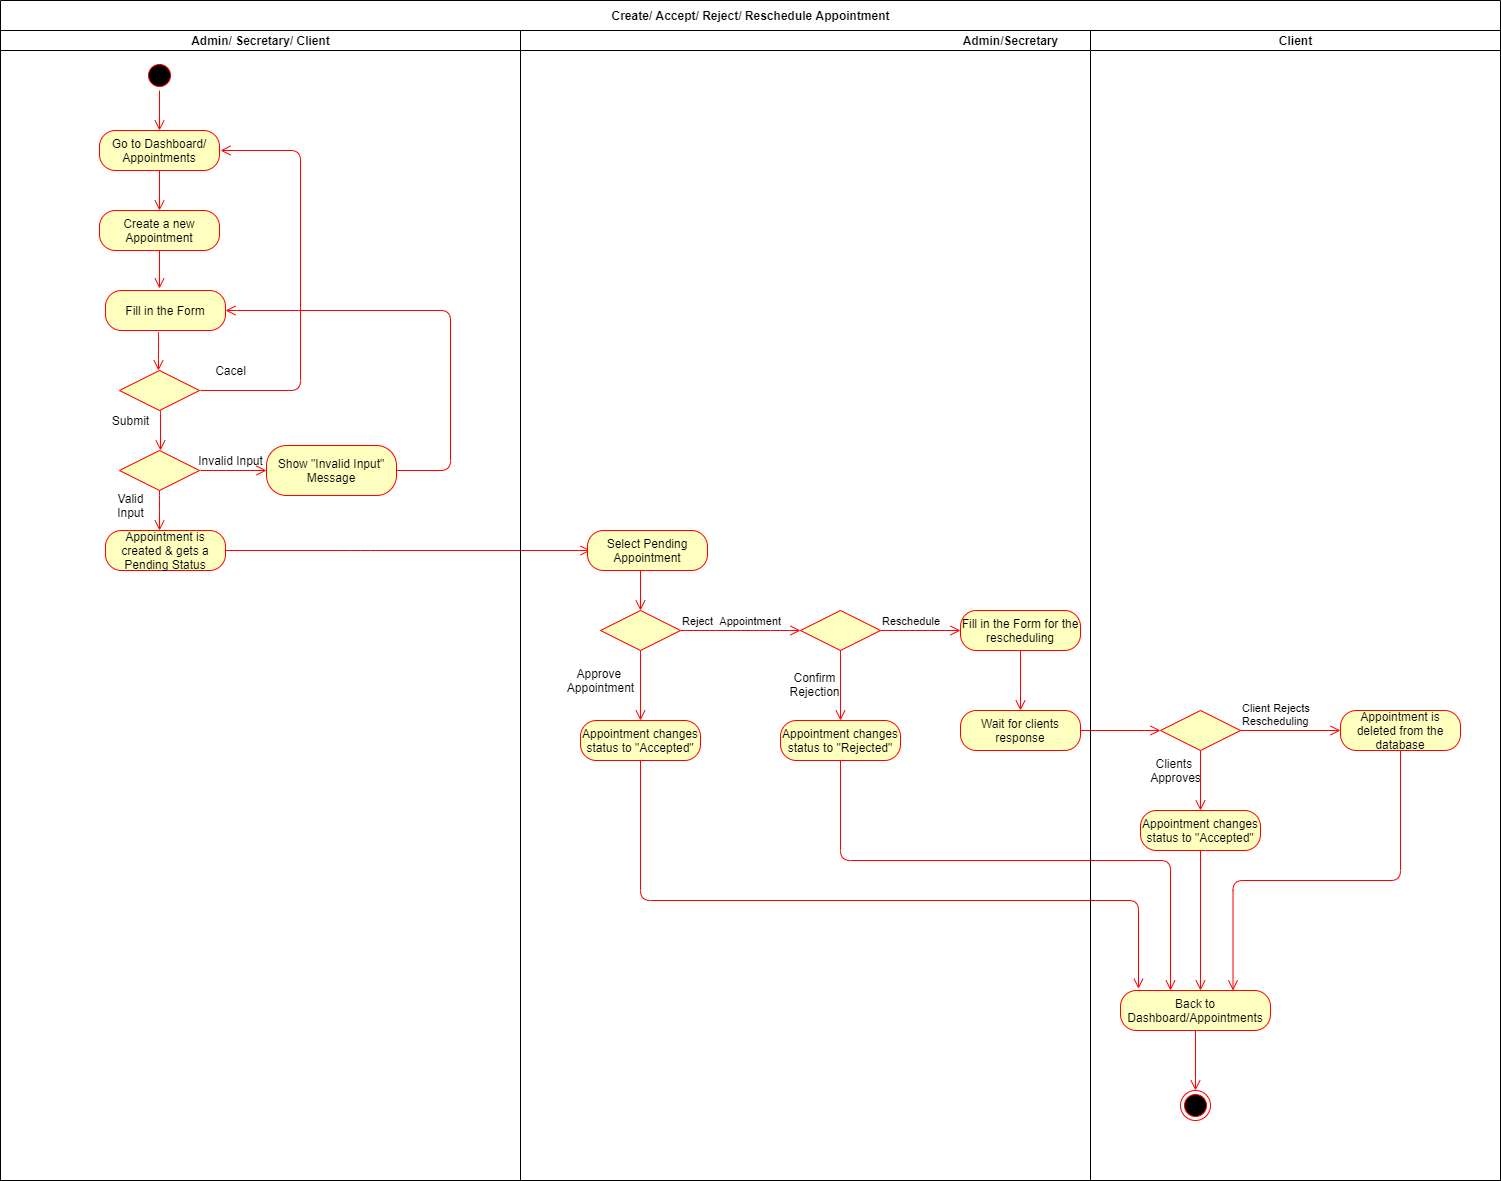 Create/ Accept/ Reject/ Reschedule Appointment
Admin/ Secretary/ Client
Admin/Secretary
Client
Go to Dashboard/
Appointments
Create a new
Appointment
Fill in the Form
Cacel
Submit
Invalid Input
Show "Invalid Input"
Message
Valid
Input
Appointment is
created & gets a
Pending Status
Select Pending
Appointment
Reject Appointment
Reschedule
Fill in the Form for the
rescheduling
Approve
Appointment
Confirm
Rejection
Appointment changes
status to "Accepted"
Appointment changes
status to "Rejected"
Wait for clients
response
Client Rejects
Rescheduling
Appointment is
deleted from the
database
Clients
Approves
Appointment changes
status to "Accepted"
Back to
Dashboard/Appointments